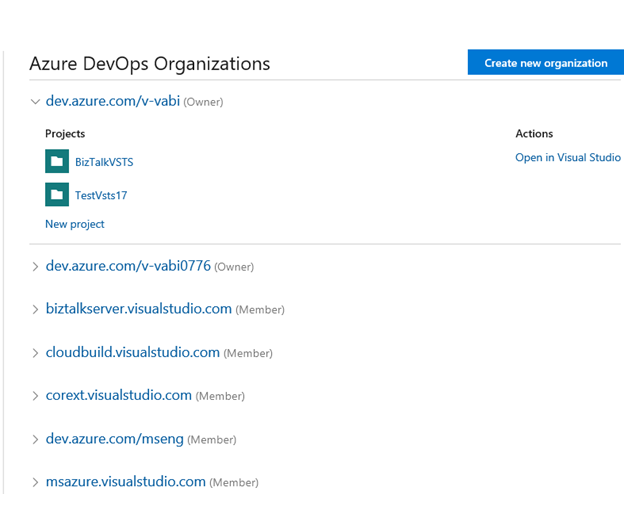 Azure DevOps Organizations
Create new organization
dev.azure.com/v-vabi (Owner)
Projects
Actions
BizTalkVSTS
Open in Visual Studio
TestVsts17
New project
dev.azure.com/v-vabi0776 (Owner)
biztalkserver.visualstudio.com (Member)
cloudbuild.visualstudio.com (Member)
corext.visualstudio.com (Member)
dev.azure.com/mseng (Member)
msazure.visualstudio.com (Member)